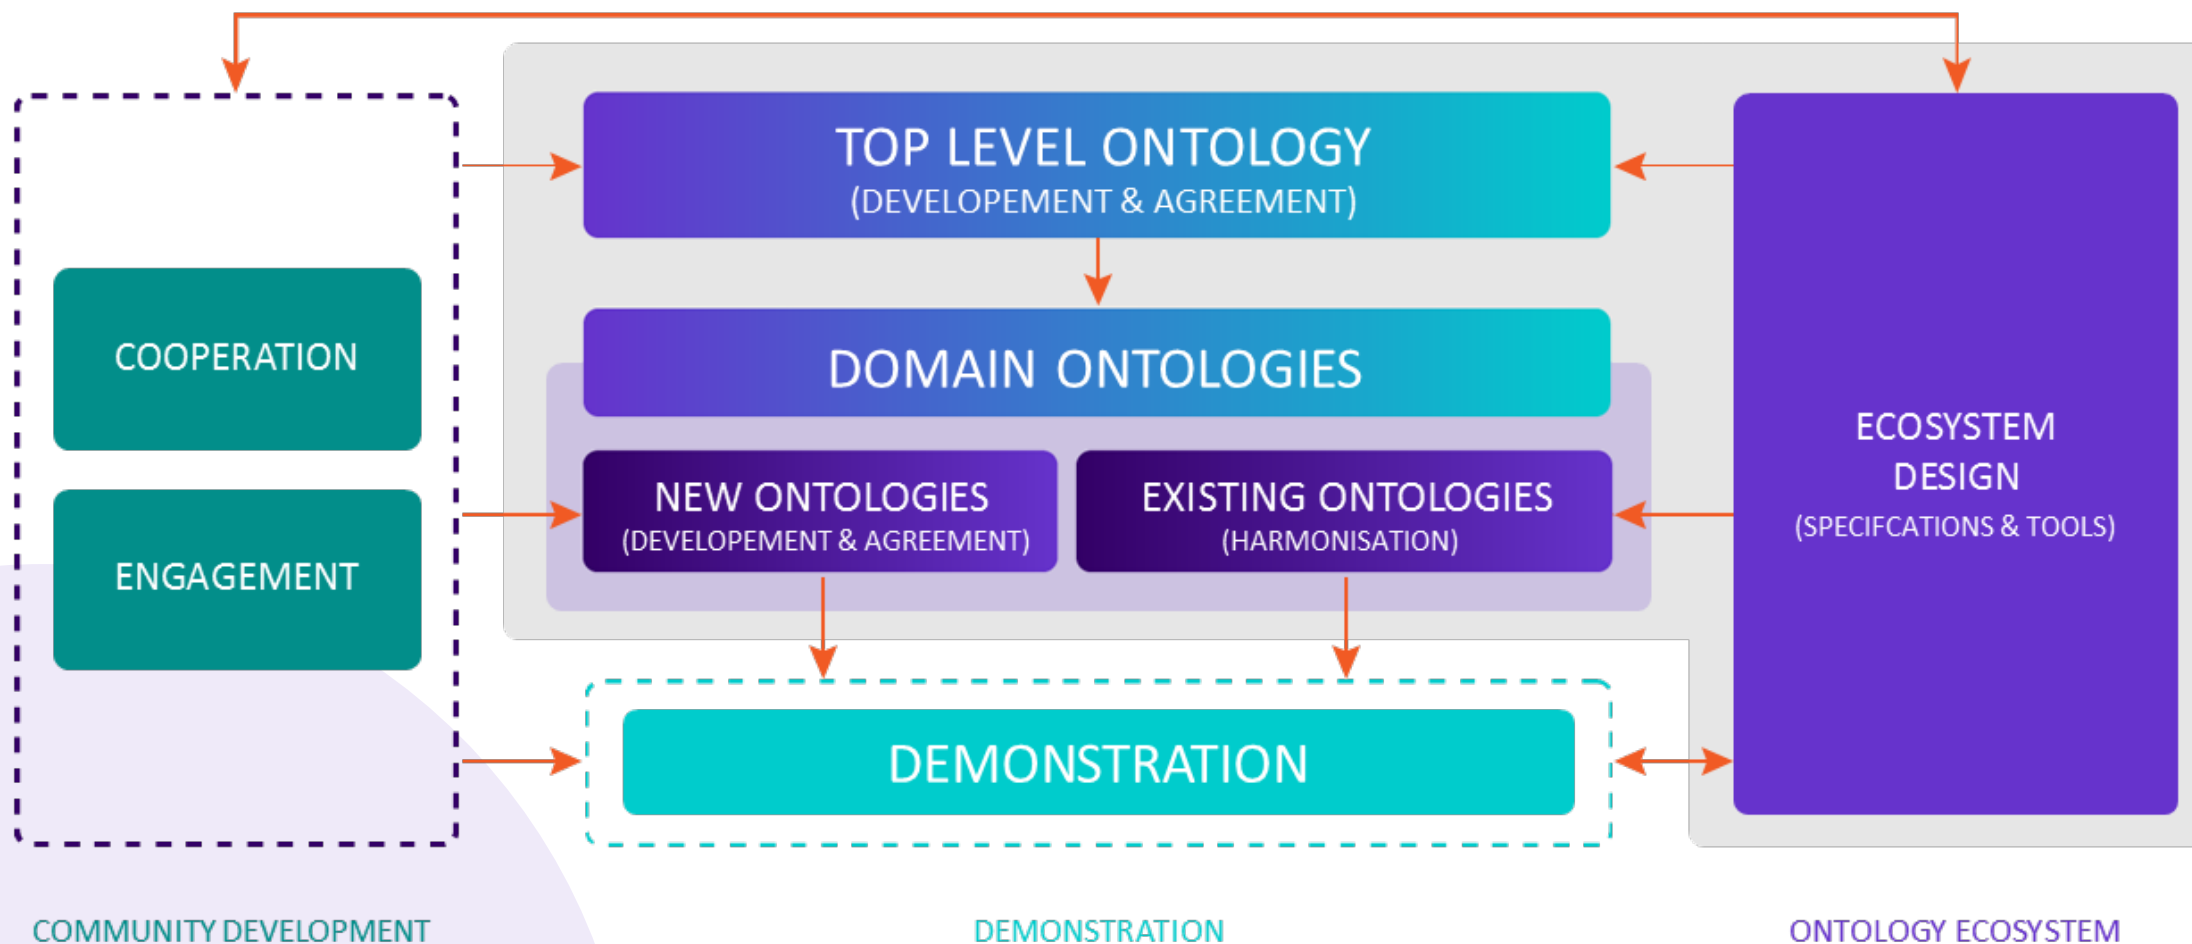 TOP LEVEL ONTOLOGY
(DEVELOPEMENT & AGREEMENT)
COOPERATION
ENGAGEMENT
DOMAIN ONTOLOGIES
NEW ONTOLOGIES
(DEVELOPEMENT & AGREEMENT)
EXISTING ONTOLOGIES
(HARMONISATION)
ECOSYSTEM
DESIGN
(SPECIFCATIONS & TOOLS)
DEMONSTRATION
COMMUNITY DEVELOPMENT
DEMONSTRATION
ONTOLOGY ECOSYSTEM